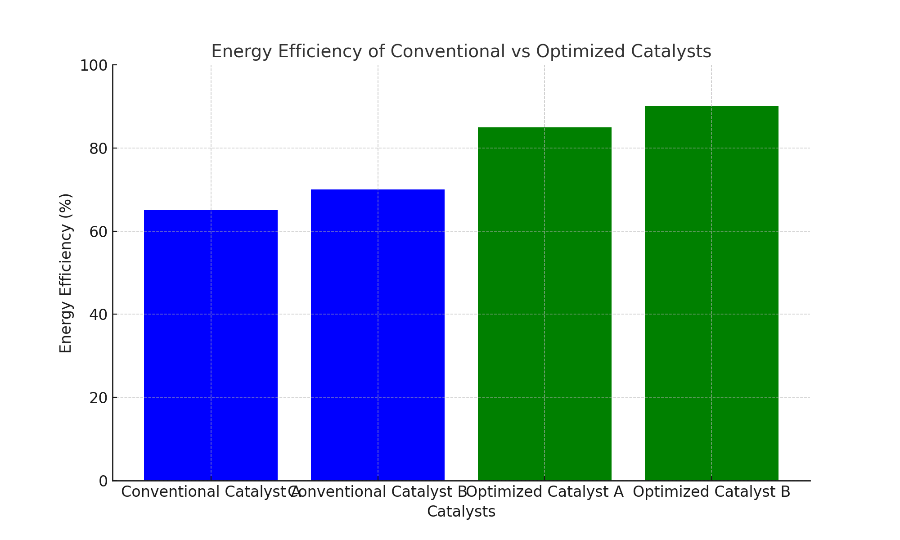 Energy Efficiency of Conventional vs Optimized Catalysts
Energy Efficiency (%)
100
80
60
40
20
0
Conventional Catalyst A Conventional Catalyst B Optimized Catalyst A Optimized Catalyst B
Catalysts